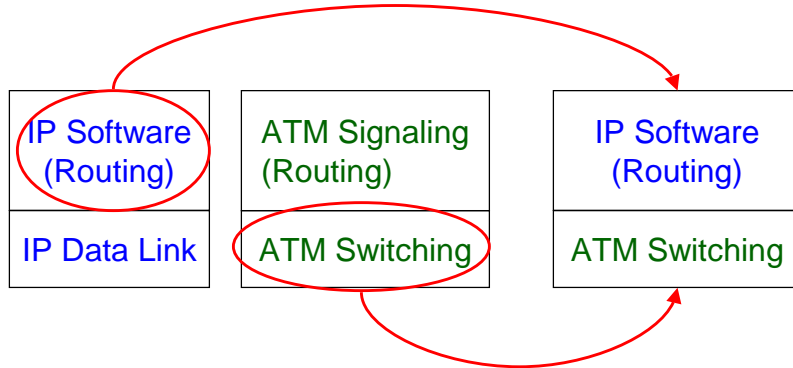 IP Software
(Routing)
IP Data Link
ATM Signaling
(Routing)
ATM Switching
IP Software
(Routing)
ATM Switching